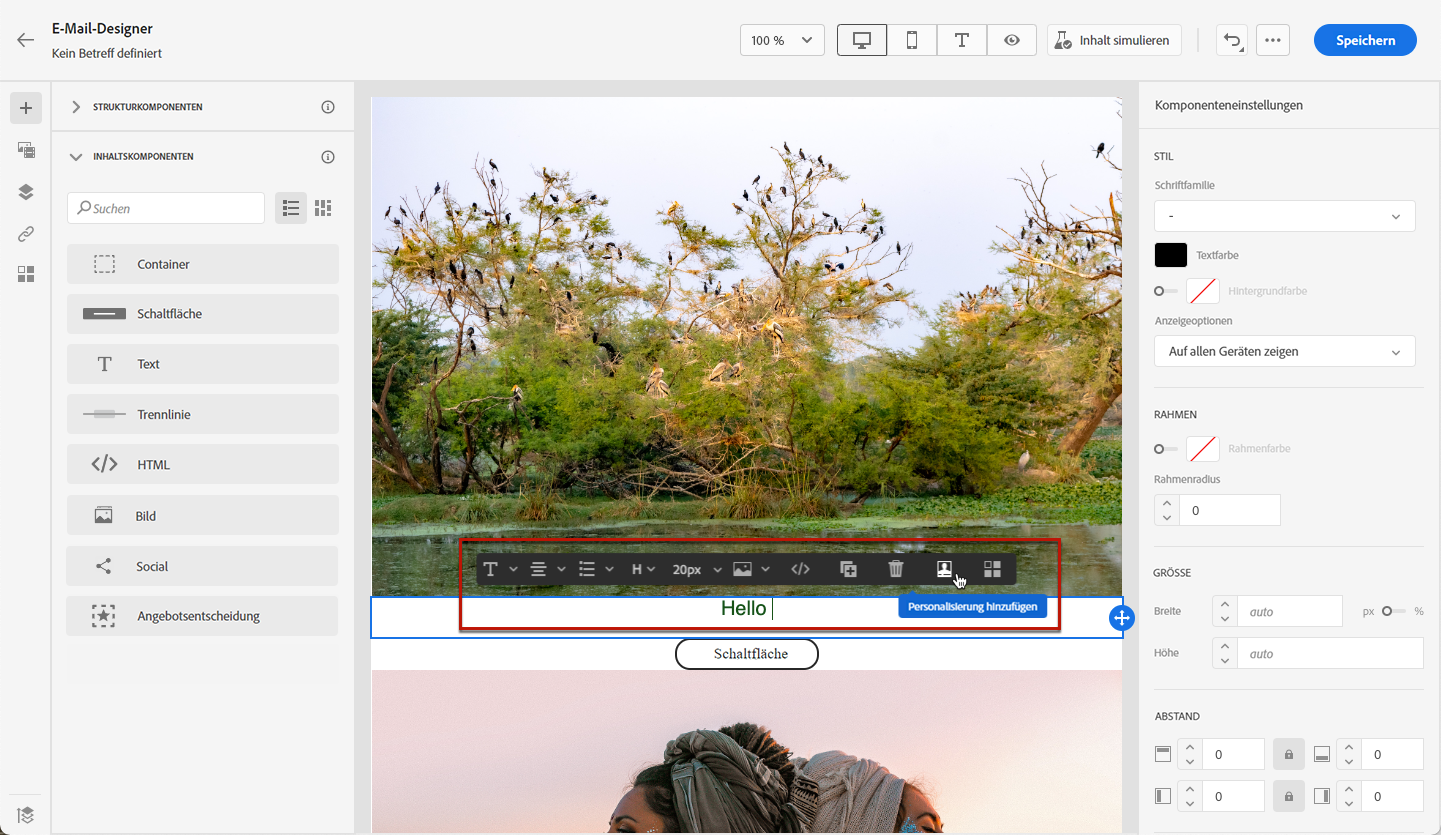 E-Mail-Designer
Kein Betreff definiert
100 %
Inhalt simulieren
Speichern
STRUKTURKOMPONENTEN
INHALTSKOMPONENTEN
Suchen
Container
Schaltfläche
Text
Trennlinie
HTML
Bild
Social
Angebotsentscheidung
T H 20px
Hello
Personalisierung hinzufügen
Schaltfläche
Komponenteneinstellungen
STIL
Schriftfamilie
-
Textfarbe
Hintergrundfarbe
Anzeigeoptionen
Auf allen Geräten zeigen
RAHMEN
Rahmenfarbe
Rahmenradius
0
GRÖSSE
Breite auto px %
Höhe auto
ABSTAND
0 0
0 0